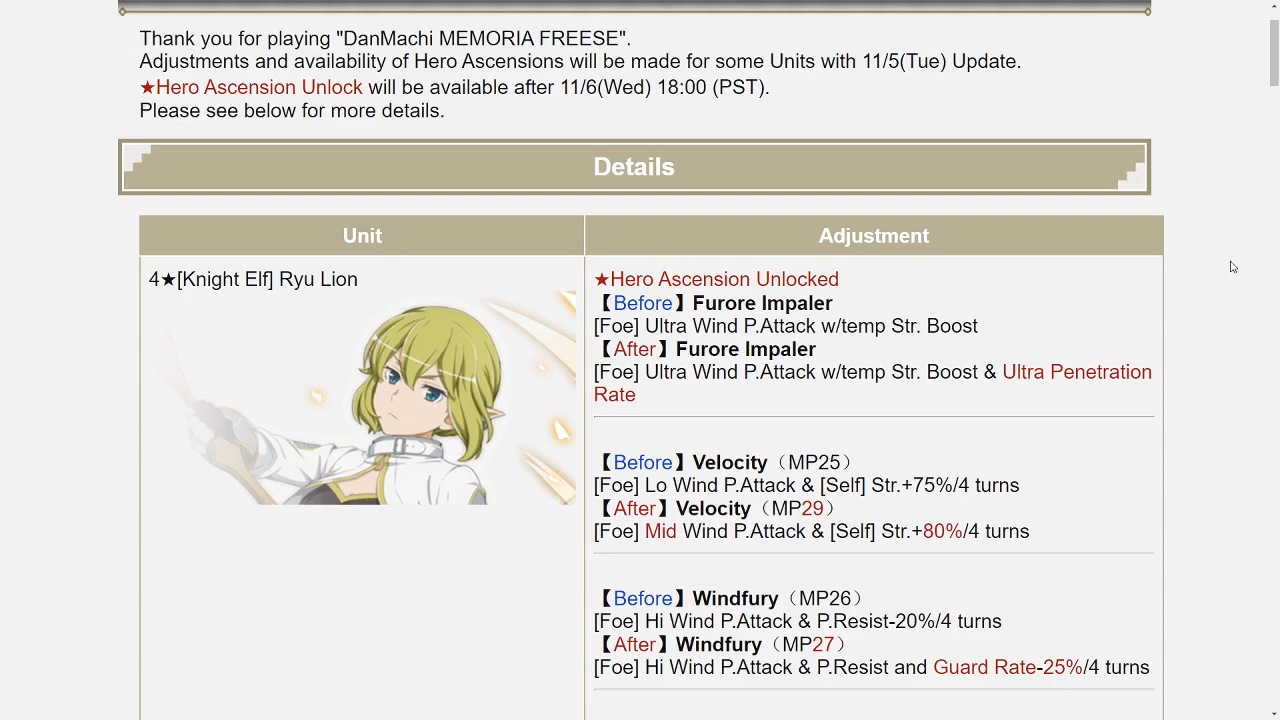 Thank you for playing "DanMachi MEMORIA FREESE".
Adjustments and availability of Hero Ascensions will be made for some Units with 11/5(Tue) Update.
★Hero Ascension Unlock will be available after 11/6(Wed) 18:00 (PST).
Please see below for more details.
Details
Unit
Adjustment
4★[Knight Elf] Ryu Lion
★Hero Ascension Unlocked
【Before】Furore Impaler
[Foe] Ultra Wind P.Attack w/temp Str. Boost
【After】Furore Impaler
[Foe] Ultra Wind P.Attack w/temp Str. Boost & Ultra Penetration
Rate
【Before】Velocity（MP25）
[Foe] Lo Wind P.Attack & [Self] Str.+75%/4 turns
【After】Velocity（MP29）
[Foe] Mid Wind P.Attack & [Self] Str.+80%/4 turns
【Before】Windfury（MP26）
[Foe] Hi Wind P.Attack & P.Resist-20%/4 turns
【After】Windfury（MP27）
[Foe] Hi Wind P.Attack & P.Resist and Guard Rate-25%/4 turns